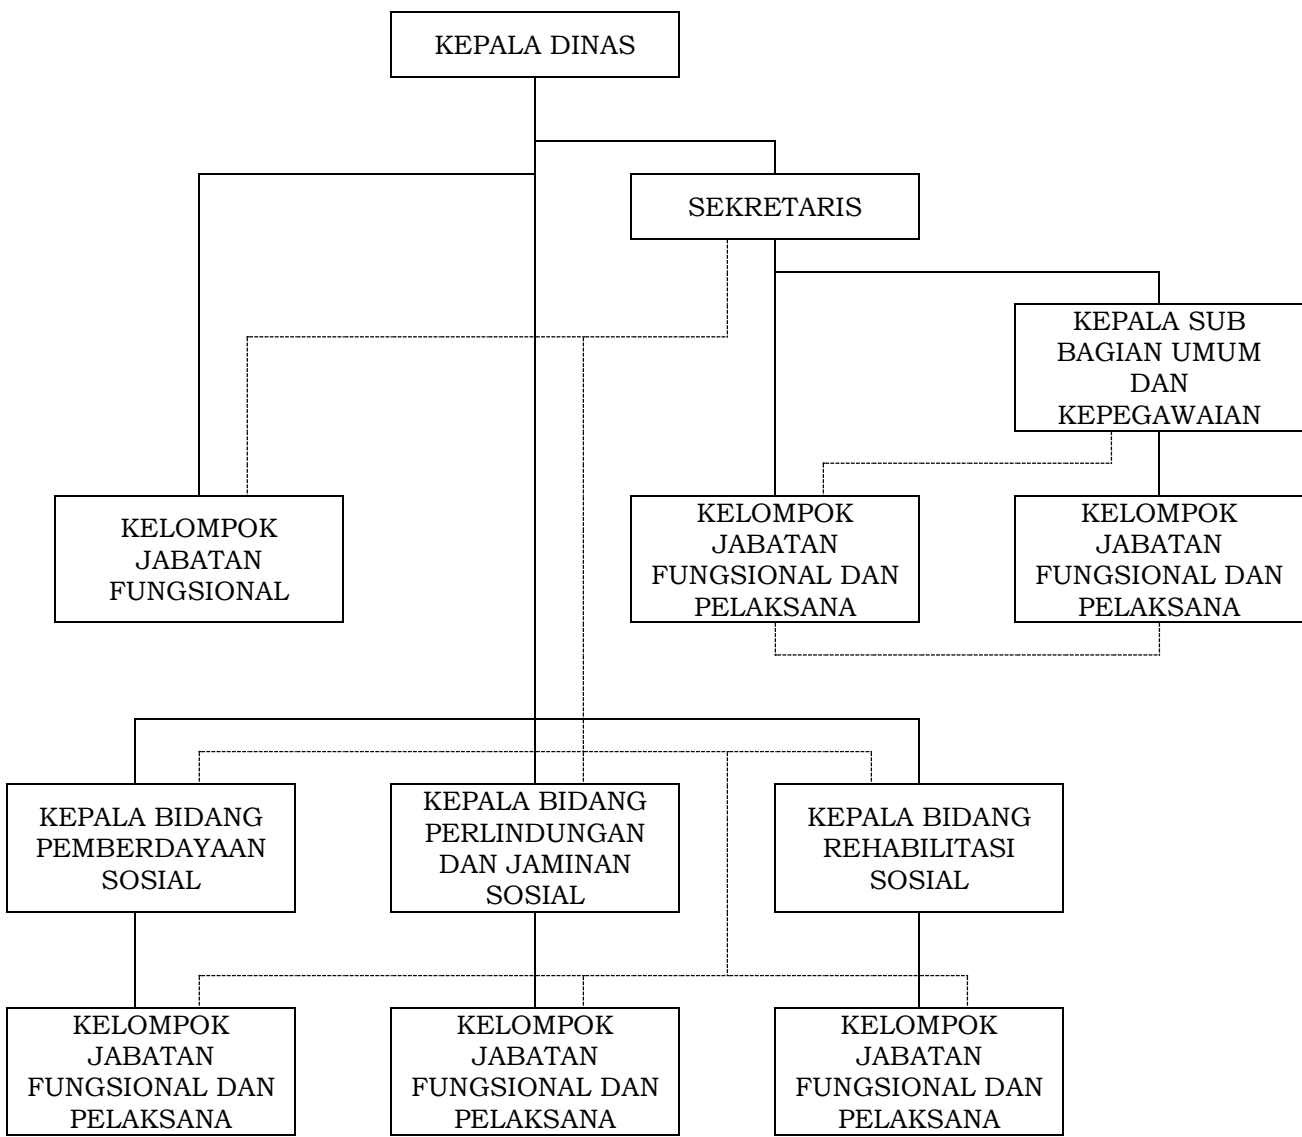 KEPALA DINAS
SEKRETARIS
KEPALA SUB
BAGIAN UMUM
DAN
KEPEGAWAIAN
KELOMPOK
JABATAN
FUNGSIONAL
KELOMPOK
JABATAN
FUNGSIONAL DAN
PELAKSANA
KELOMPOK
JABATAN
FUNGSIONAL DAN
PELAKSANA
KEPALA BIDANG
PEMBERDAYAAN
SOSIAL
KEPALA BIDANG
PERLINDUNGAN
DAN JAMINAN
SOSIAL
KEPALA BIDANG
REHABILITASI
SOSIAL
KELOMPOK
JABATAN
FUNGSIONAL DAN
PELAKSANA
KELOMPOK
JABATAN
FUNGSIONAL DAN
PELAKSANA
KELOMPOK
JABATAN
FUNGSIONAL DAN
PELAKSANA